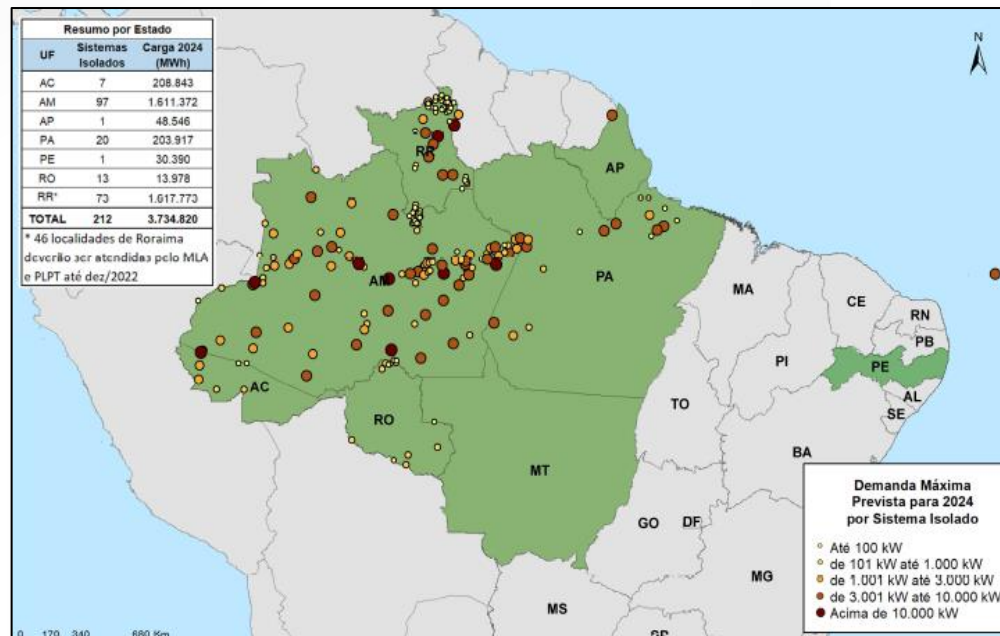 Resumo por Estado
UF Sistemas Isolados Carga 2024 (MWh)
AC 7 208.843
AM 97 1.611.372
AP 1 48.546
PA 20 203.917
PE 1 30.390
RO 13 13.978
RR* 73 1.617.773
TOTAL 212 3.734.820
* 46 localidades de Roraima
deverão ser atendidas pelo MLA
e PLPT até dez/2022
N
RR
AP
AM
PA
MA
CE
RN
PB
PI
PE
AL
SE
AC
TO
RO
BA
MT
GO
DF
MG
MS
Demanda Máxima
Prevista para 2024
por Sistema Isolado
Até 100 kW
de 101 kW até 1.000 kW
de 1.001 kW até 3.000 kW
de 3.001 kW até 10.000 kW
Acima de 10.000 kW
0 170 340 680 Km